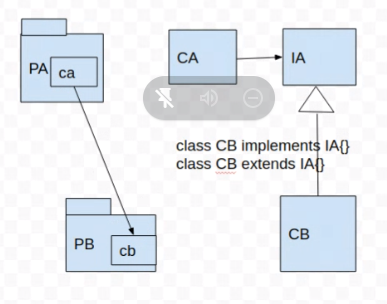 PA
ca
CA
IA
class CB implements IA{}
class CB extends IA{}
PB
cb
CB